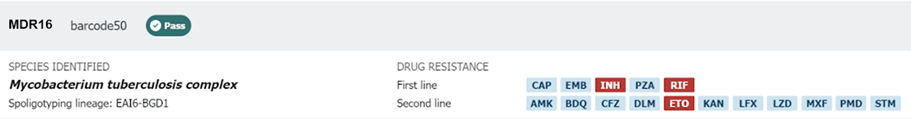 MDR16 barcode50 Pass
SPECIES IDENTIFIED DRUG RESISTANCE
Mycobacterium tuberculosis complex First line CAP EMB INH PZA RIF
Spoligotyping lineage: EAI6-BGD1 Second line AMK BDQ CFZ DLM ETO KAN LFX LZD MXF PMD STM